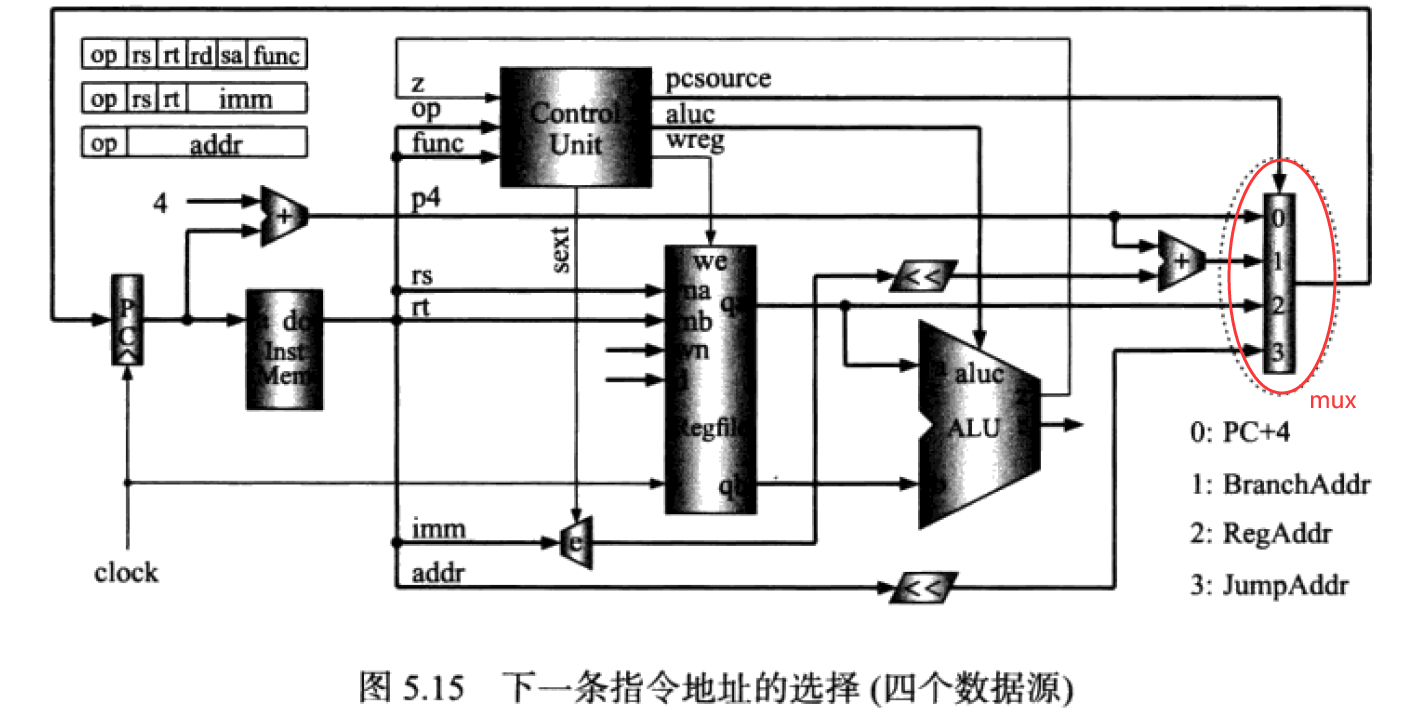 op rs rt rd sa func
op rs rt imm
op addr
z
op
func
Control
Unit
pcsource
aluc
wreg
4
+
p4
sext
0
1
2
3
+
<<
rs
rt
we
na
mb
wn
d
Regfile
qa
qb
PC
a do
Inst
Mem
a
aluc
ALU
b
z
mux
0: PC+4
1: BranchAddr
2: RegAddr
3: JumpAddr
imm
e
addr
<<
clock
图 5.15 下一条指令地址的选择 (四个数据源)